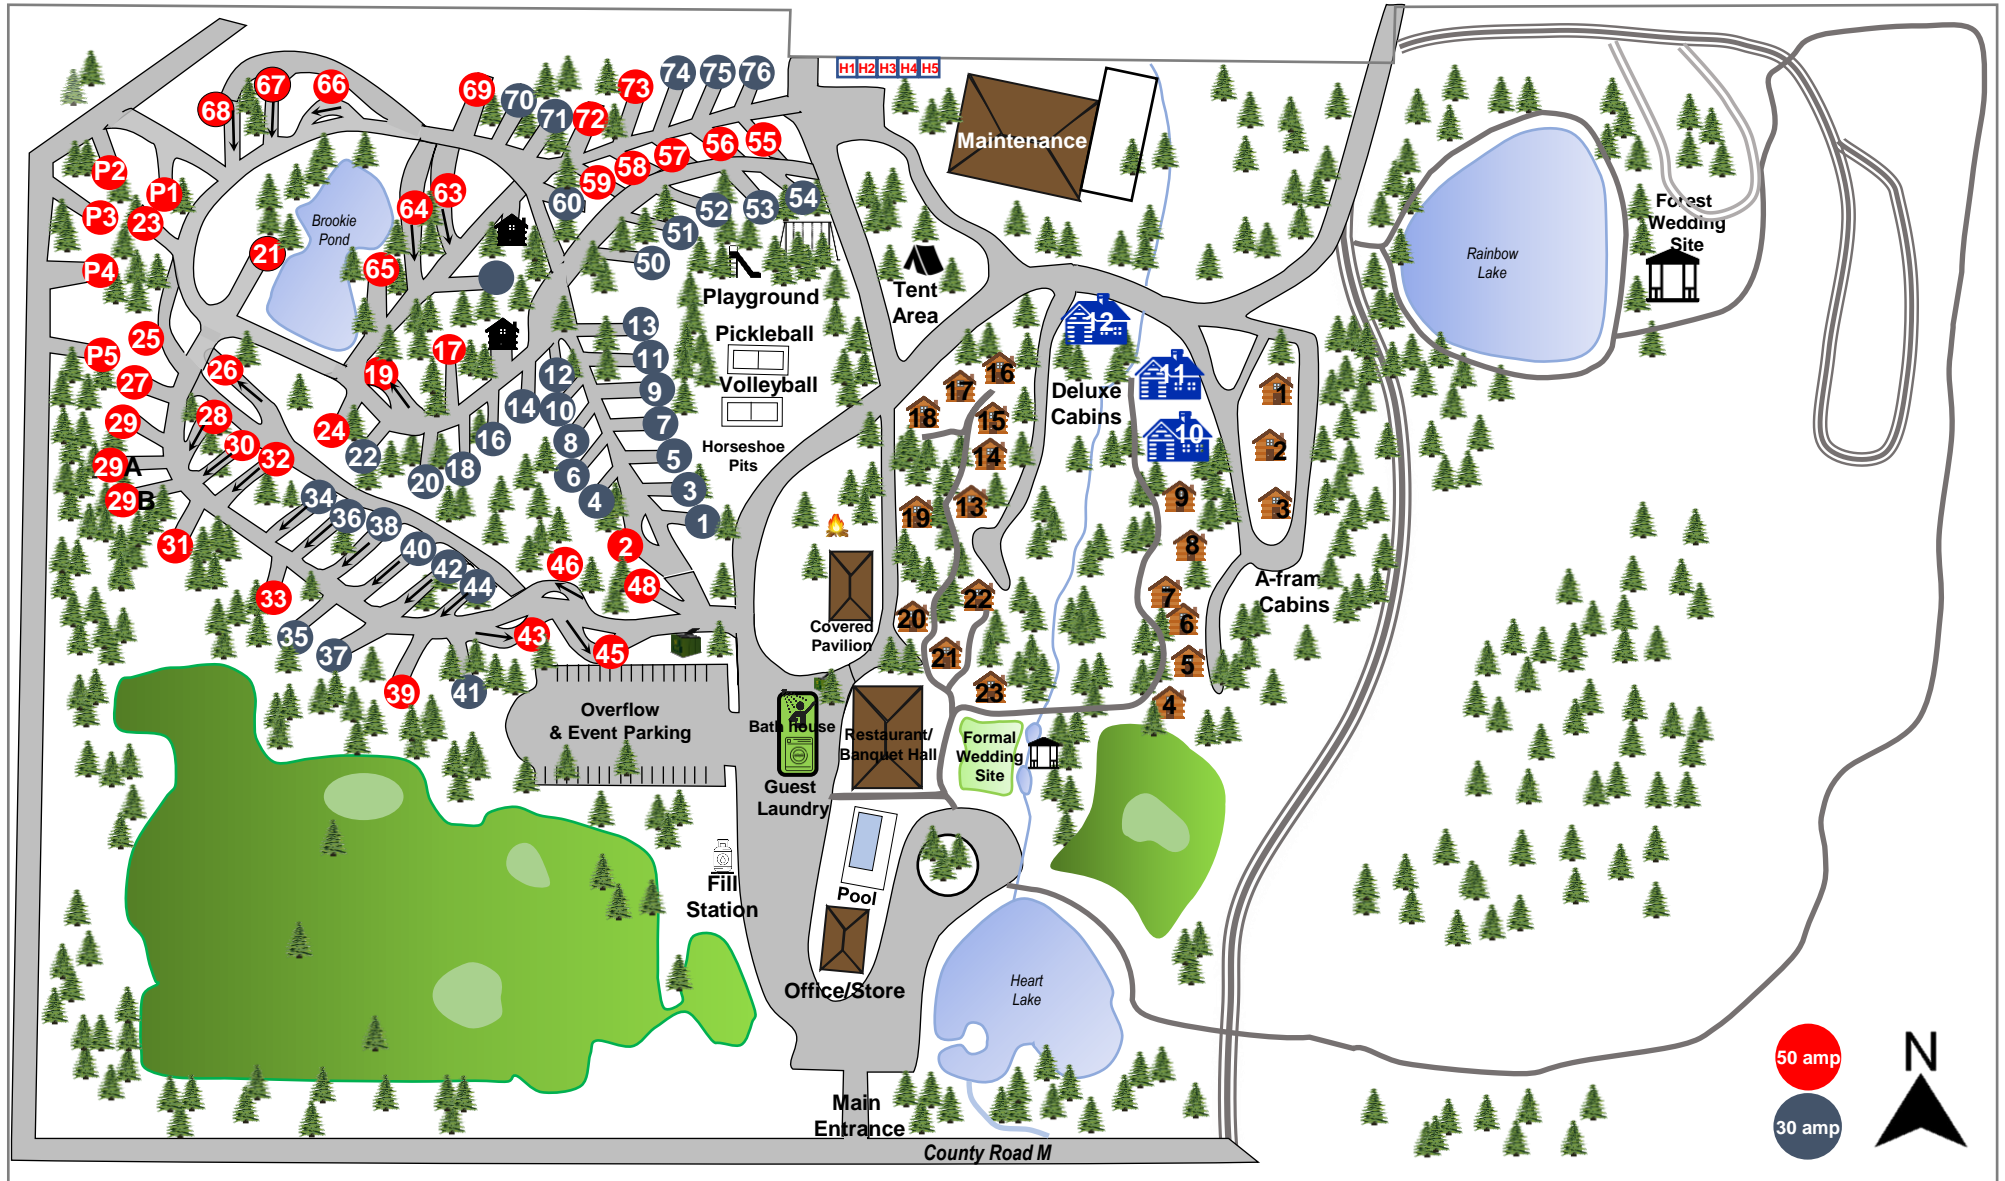 H1 H2 H3 H4 H5
66
67
68
69
70
71
72
73
74
75
76
Maintenance
P2
P1
P3
23
P4
P5
21
Brookie
Pond
63
64
65
55
56
57
58
59
60
54
53
52
51
50
Playground
Pickleball
Volleyball
Horseshoe
Pits
Tent
Area
Rainbow
Lake
Forest
Wedding
Site
25
26
27
28
29
29A
29B
30
31
32
33
34
35
36
37
38
39
40
41
42
43
44
45
46
48
17
19
24
22
20
18
16
14
12
10
8
6
4
2
13
11
9
7
5
3
1
12
11
10
Deluxe
Cabins
16
17
18
15
14
13
19
20
21
22
23
9
8
7
6
5
4
1
2
3
A-fram
Cabins
Covered
Pavilion
Overflow
& Event Parking
Bath house
Guest
Laundry
Restaurant/
Banquet Hall
Formal
Wedding
Site
Fill
Station
Pool
Office/Store
Heart
Lake
Main
Entrance
County Road M
50 amp
30 amp
N